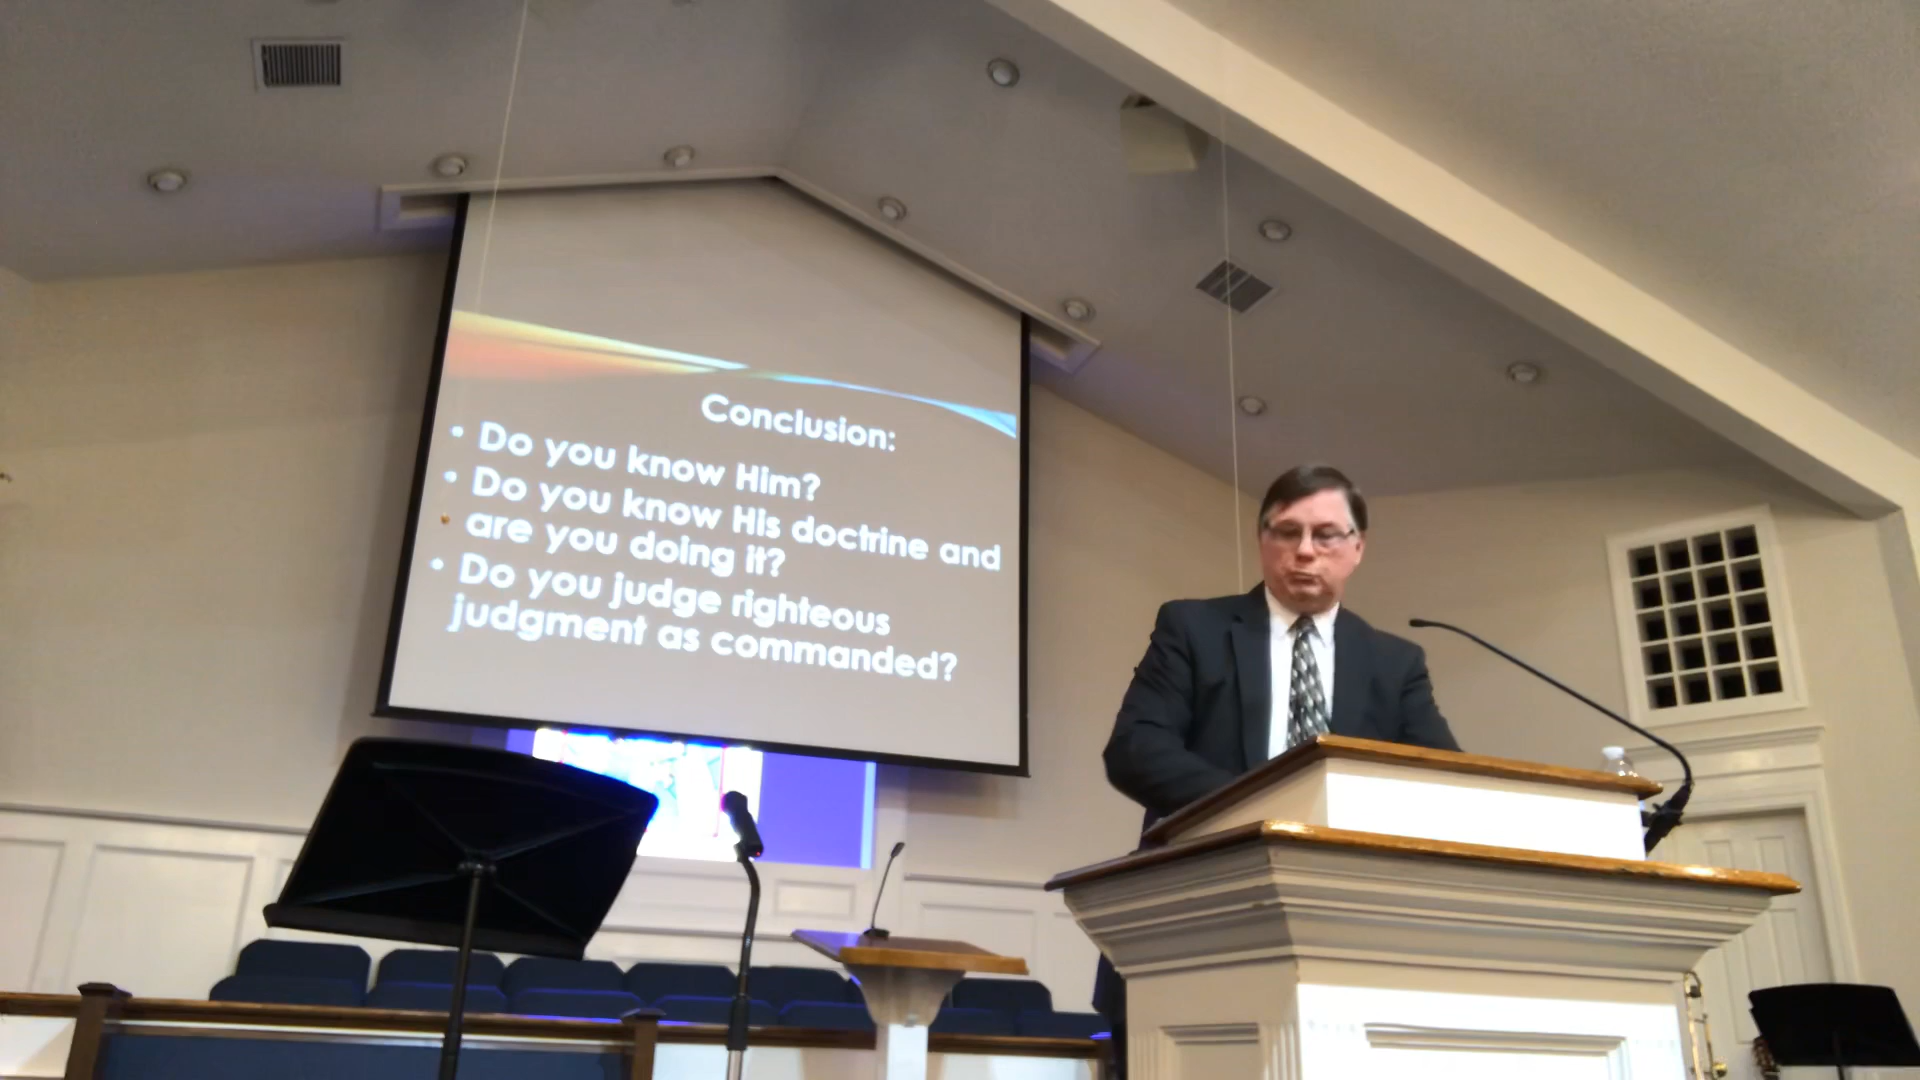 Conclusion:
• Do you know Him?
• Do you know His doctrine and
• are you doing it?
• Do you judge righteous
judgment as commanded?